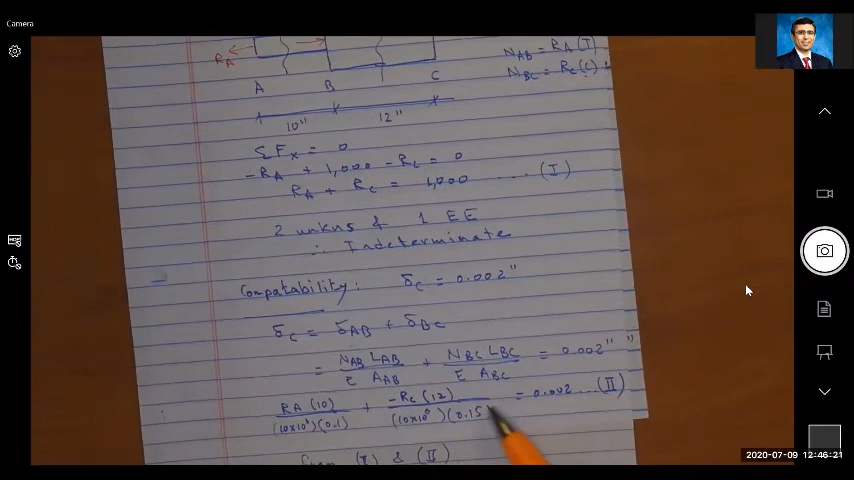 Camera
RA
NAB = RA (T)
NBC = RC (C)
A B C
10" 12"
ΣFx = 0
-RA + 1,000 - RC = 0
RA + RC = 1,000 .... (I)
2 unkns & 1 EE
∴ Indeterminate
Compatability: δC = 0.002"
δC = δAB + δBC
= NAB LAB / E AAB + NBC LBC / E ABC = 0.002"
RA (10) / (10x10⁶)(0.1) + -RC (12) / (10x10⁶)(0.15 = 0.002 ... (II)
From (I) & (II)
2020-07-09 12:46:21